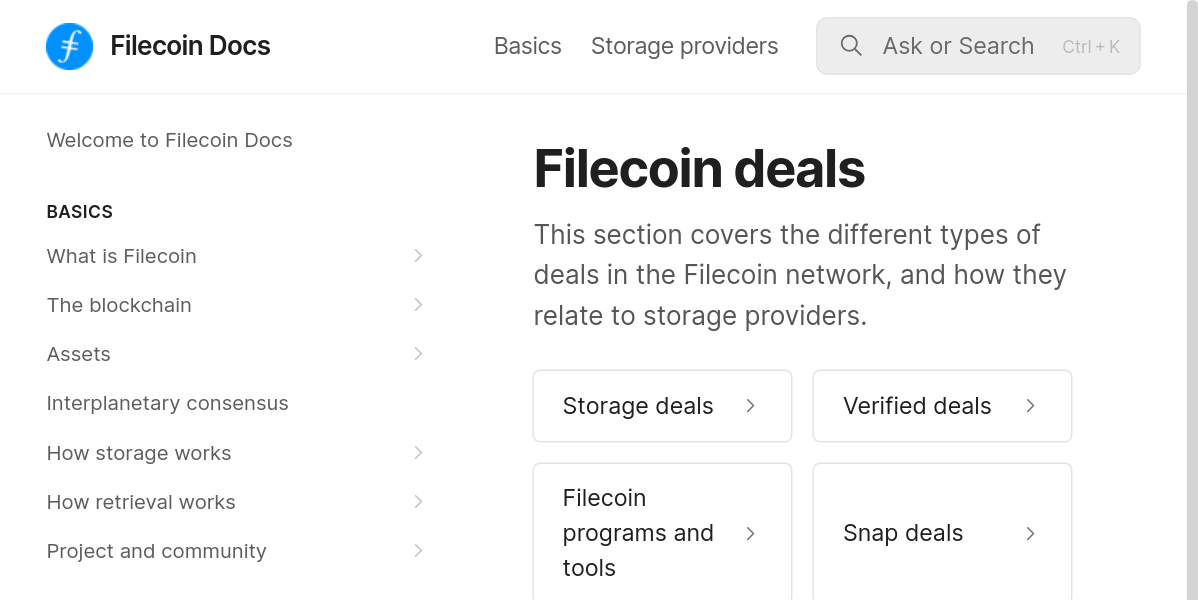 Filecoin Docs
Basics
Storage providers
Ask or Search
Ctrl + K
Welcome to Filecoin Docs
BASICS
What is Filecoin
The blockchain
Assets
Interplanetary consensus
How storage works
How retrieval works
Project and community
Filecoin deals
This section covers the different types of
deals in the Filecoin network, and how they
relate to storage providers.
Storage deals
Verified deals
Filecoin
programs and
tools
Snap deals